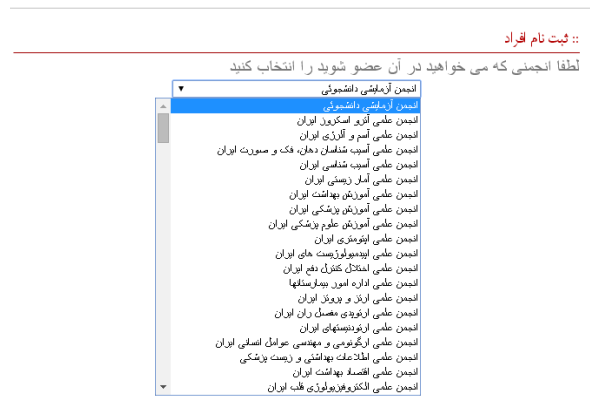 :: ثبت نام افراد
لطفا انجمنی که می خواهید در آن عضو شوید را انتخاب کنید
انجمن آزمایشی دانشجوئی
انجمن آزمایشی دانشجوئی
انجمن علمی آترو اسکلروز ایران
انجمن علمی آسم و آلرژی ایران
انجمن علمی آسیب شناسان دهان، فک و صورت ایران
انجمن علمی آسیب شناسی ایران
انجمن علمی آمار زیستی ایران
انجمن علمی آموزش بهداشت ایران
انجمن علمی آموزش پزشکی ایران
انجمن علمی آموزش علوم پزشکی ایران
انجمن علمی اپتومتری ایران
انجمن علمی اپیدمیولوژیست های ایران
انجمن علمی اختلال کنترل دفع ایران
انجمن علمی اداره امور بیمارستانها
انجمن علمی ارتز و پروتز ایران
انجمن علمی ارتوپدی مفصل ران ایران
انجمن علمی ارتودنتیستهای ایران
انجمن علمی ارگونومی و مهندسی عوامل انسانی ایران
انجمن علمی اطلاعات بهداشتی و زیست پزشکی
انجمن علمی اقتصاد بهداشت ایران
انجمن علمی الکتروفیزیولوژی قلب ایران